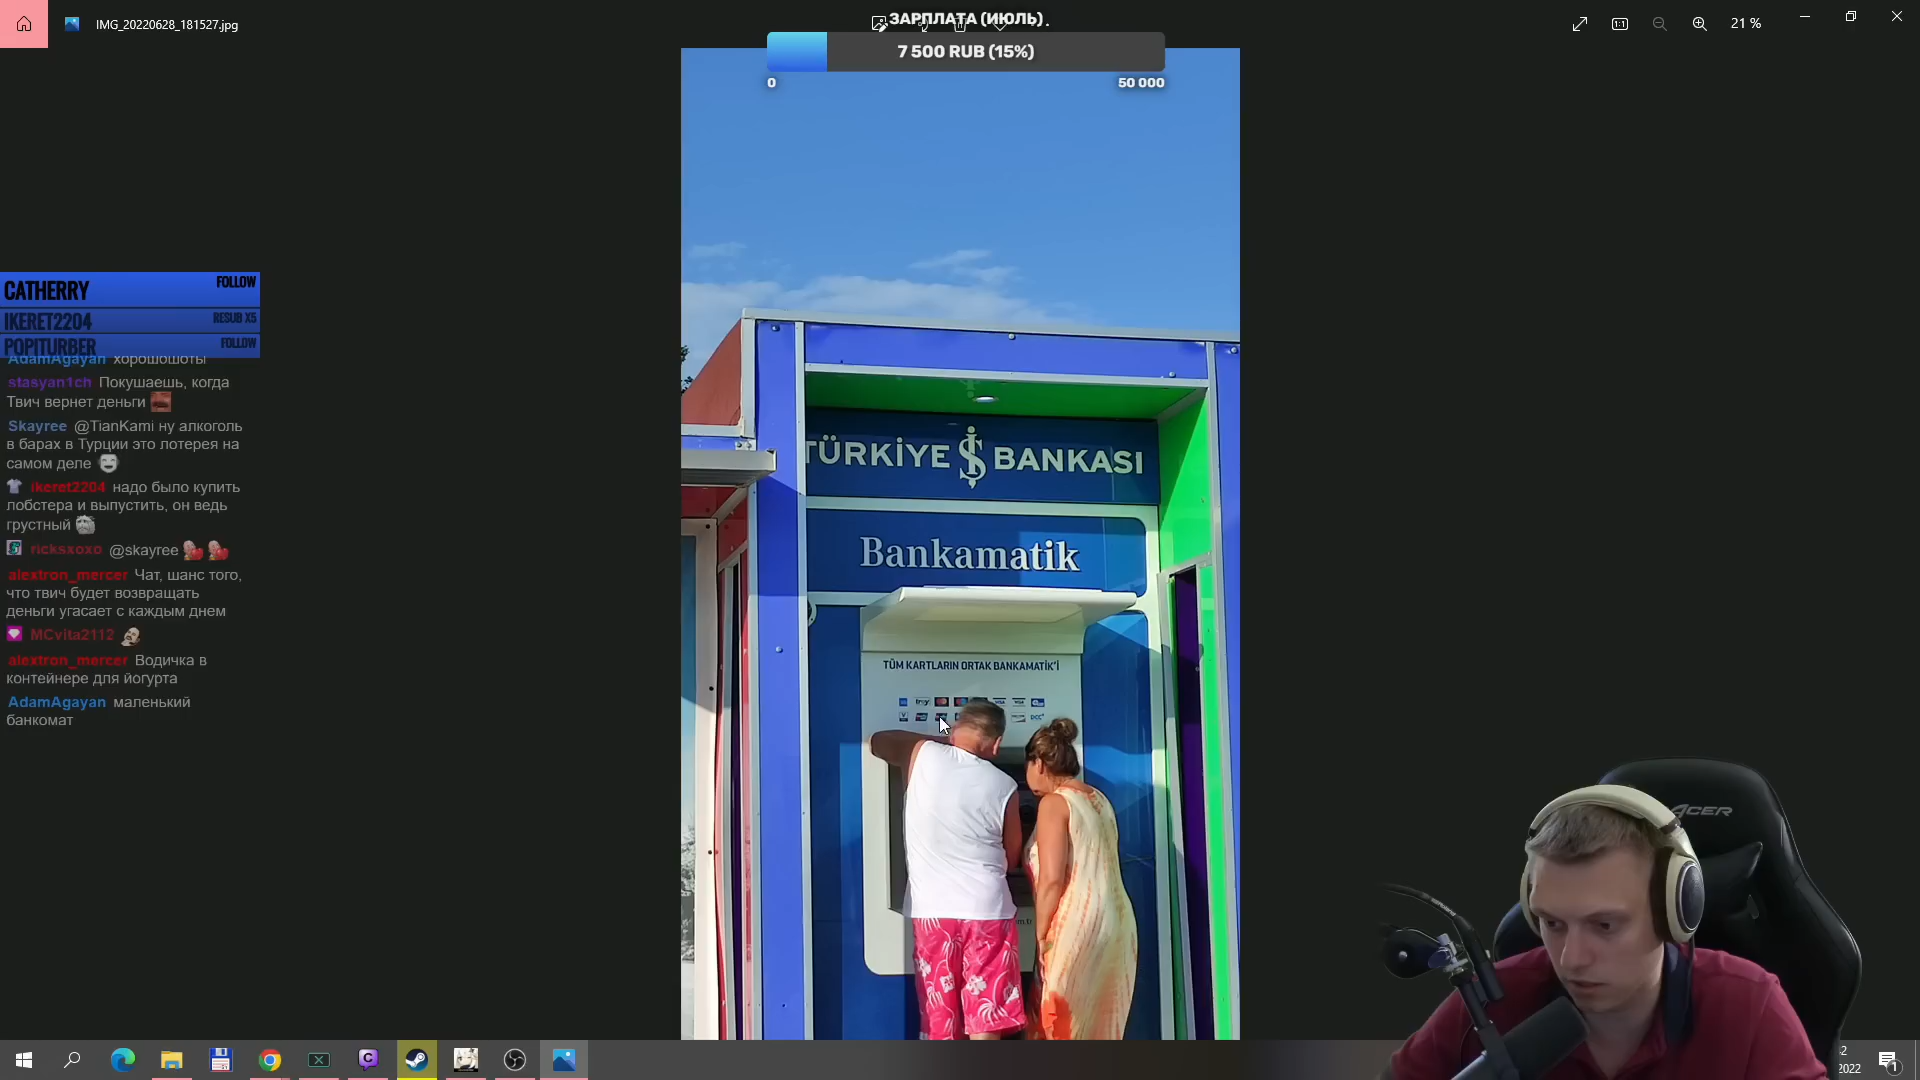 IMG_20220628_181527.jpg
ЗАРПЛАТА (ИЮЛЬ).
7 500 RUB (15%)
0
50 000
21 %
CATHERRY
FOLLOW
IKERET2204
RESUB X5
POPITURBER
FOLLOW
AdamAgayan хорошошоты
stasyan1ch Покушаешь, когда
Твич вернет деньги
Skayree @TianKami ну алкоголь
в барах в Турции это лотерея на
самом деле
ikeret2204 надо было купить
лобстера и выпустить, он ведь
грустный
ricksxoxo @skayree
alextron_mercer Чат, шанс того,
что твич будет возвращать
деньги угасает с каждым днем
MCvita2112
alextron_mercer Водичка в
контейнере для йогурта
AdamAgayan маленький
банкомат
TÜRKİYE İŞ BANKASI
Bankamatik
TÜM KARTLARIN ORTAK BANKAMATİK'İ
ACER
2022